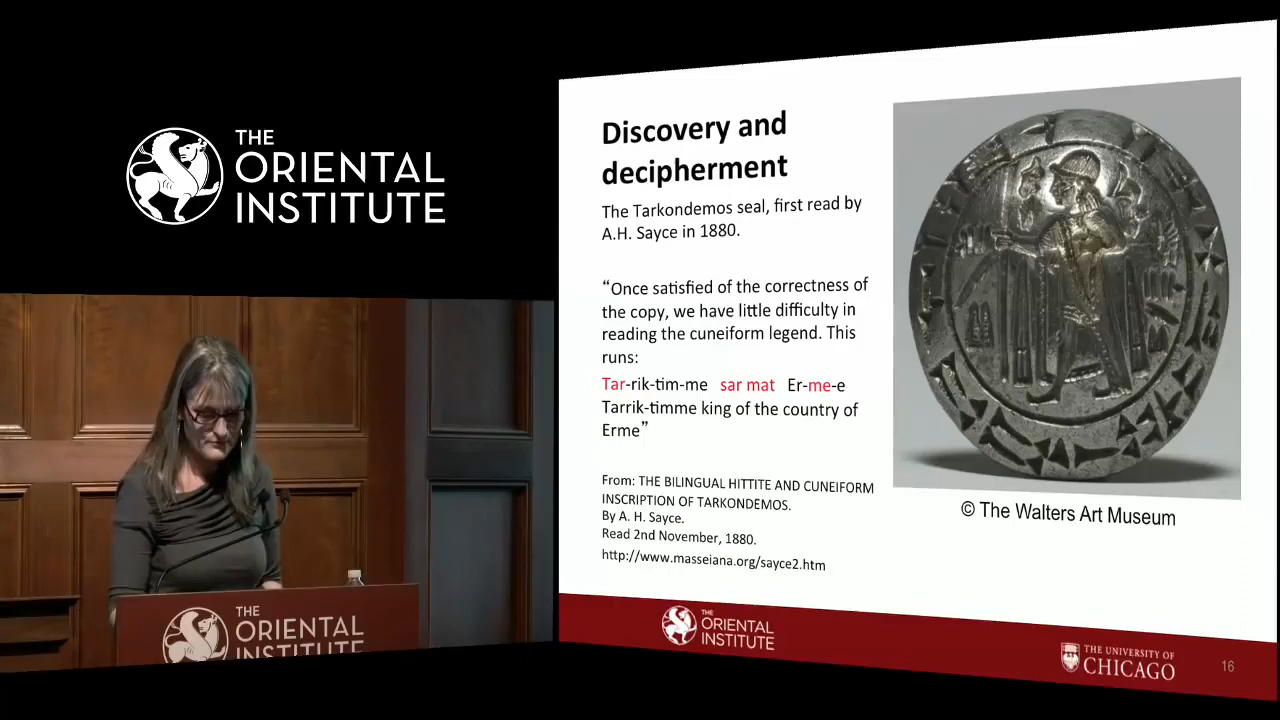 THE
ORIENTAL
INSTITUTE
Discovery and
decipherment
The Tarkondemos seal, first read by
A.H. Sayce in 1880.
“Once satisfied of the correctness of
the copy, we have little difficulty in
reading the cuneiform legend. This
runs:
Tar-rik-tim-me sar mat Er-me-e
Tarrik-timme king of the country of
Erme”
From: THE BILINGUAL HITTITE AND CUNEIFORM
INSCRIPTION OF TARKONDEMOS.
By A. H. Sayce.
Read 2nd November, 1880.
http://www.masseiana.org/sayce2.htm
© The Walters Art Museum
THE
ORIENTAL
INSTITUTE
THE UNIVERSITY OF
CHICAGO
16
THE
ORIENTAL
INSTITUTE